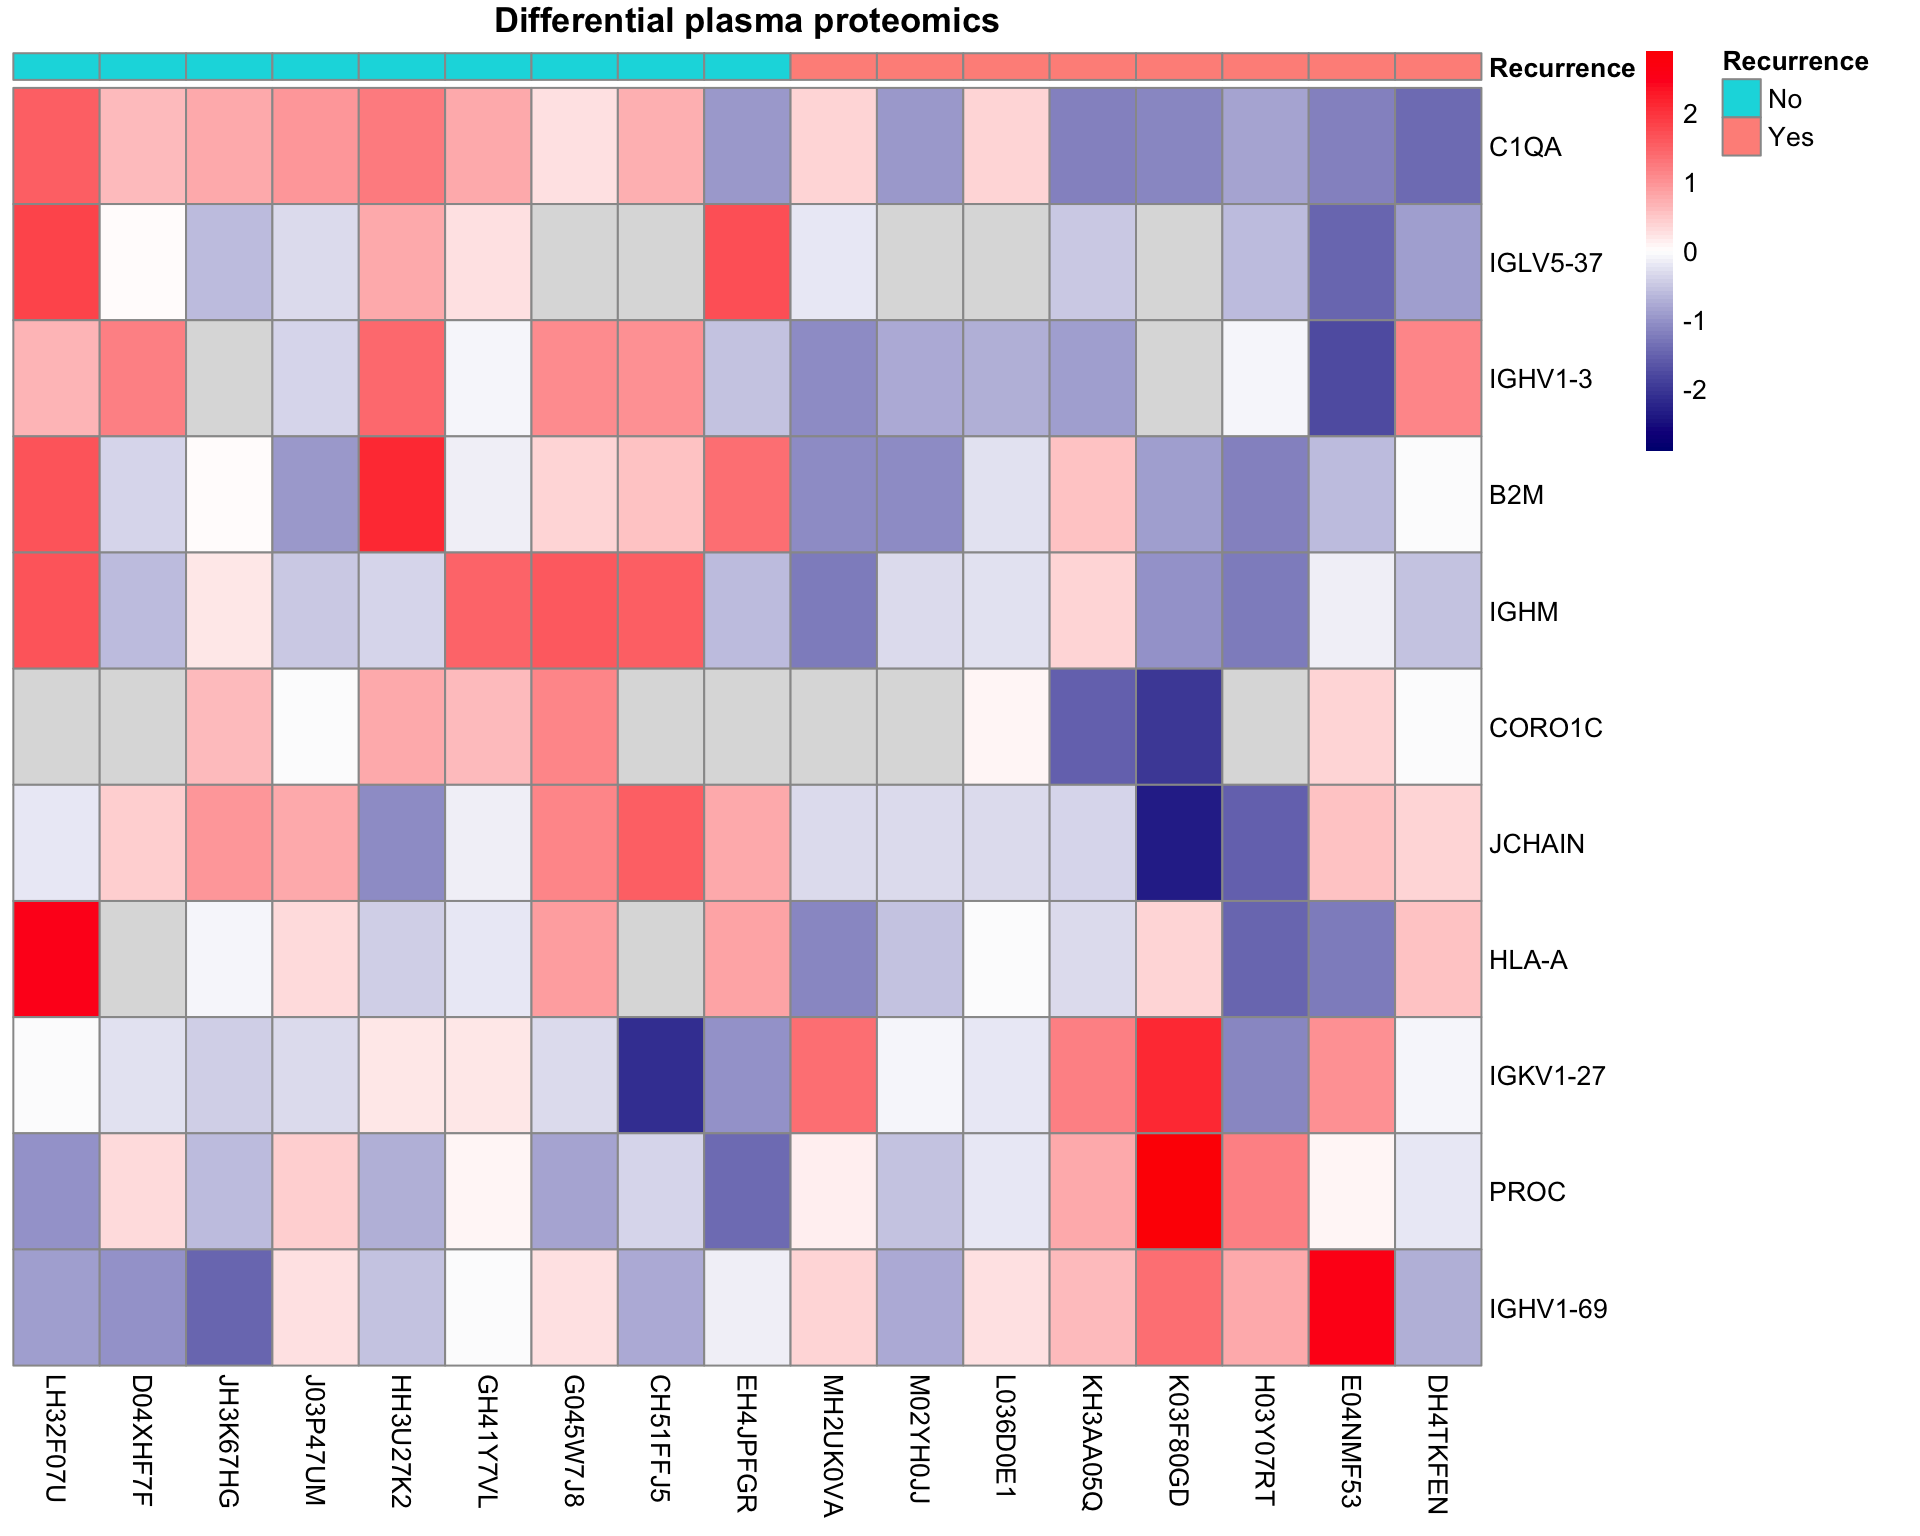 Differential plasma proteomics
Recurrence
Recurrence
No
Yes
2
1
0
-1
-2
C1QA
IGLV5-37
IGHV1-3
B2M
IGHM
CORO1C
JCHAIN
HLA-A
IGKV1-27
PROC
IGHV1-69
LH32F07U
D04XHF7F
JH3K67HG
J03P47UM
HH3U27K2
GH41Y7VL
G045W7J8
CH51FFJ5
EH4JPFGR
MH2UK0VA
M02YH0JJ
L036D0E1
KH3AA05Q
K03F80GD
H03Y07RT
E04NMF53
DH4TKFEN